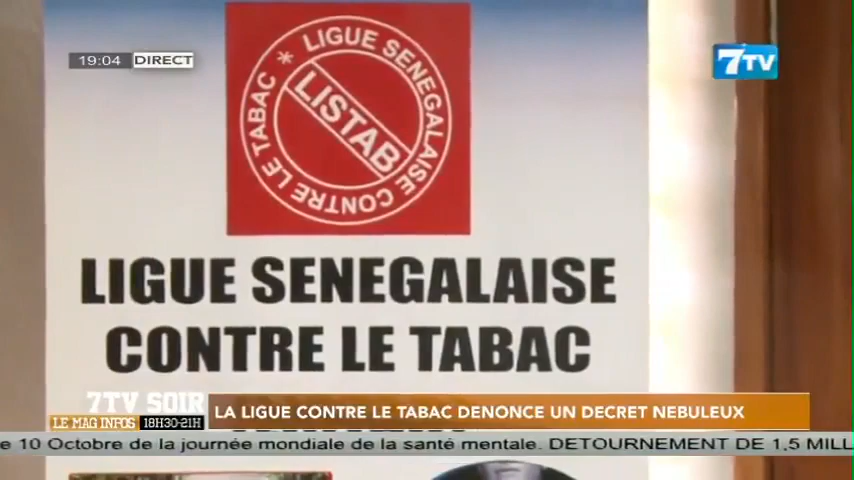 19:04 DIRECT
7TV
* LIGUE SENEGALAISE CONTRE LE TABAC
LISTAB
LIGUE SENEGALAISE
CONTRE LE TABAC
7TV SOIR
LA LIGUE CONTRE LE TABAC DENONCE UN DECRET NEBULEUX
LE MAG INFOS 18H30-21H
e 10 Octobre de la journée mondiale de la santé mentale. DETOURNEMENT DE 1,5 MILL